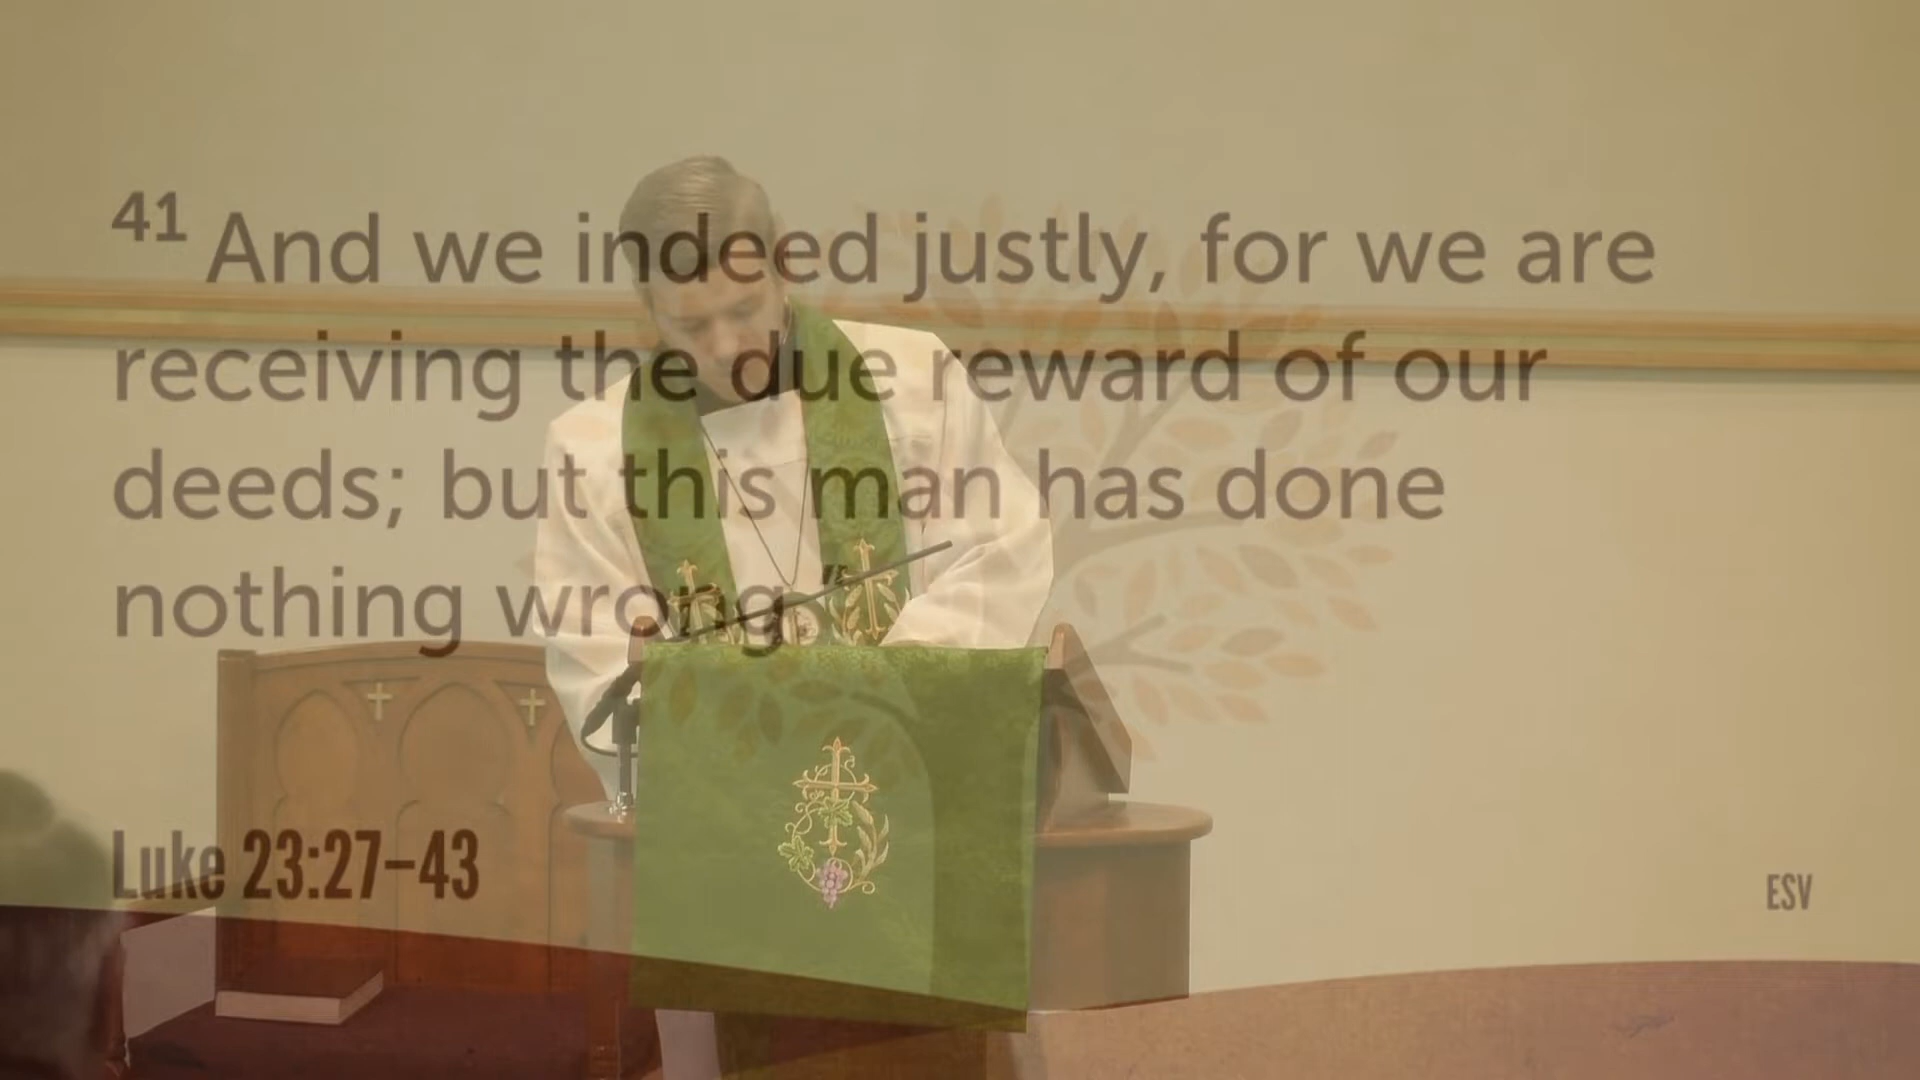 41 And we indeed justly, for we are
receiving the due reward of our
deeds; but this man has done
nothing wrong."
Luke 23:27–43
ESV